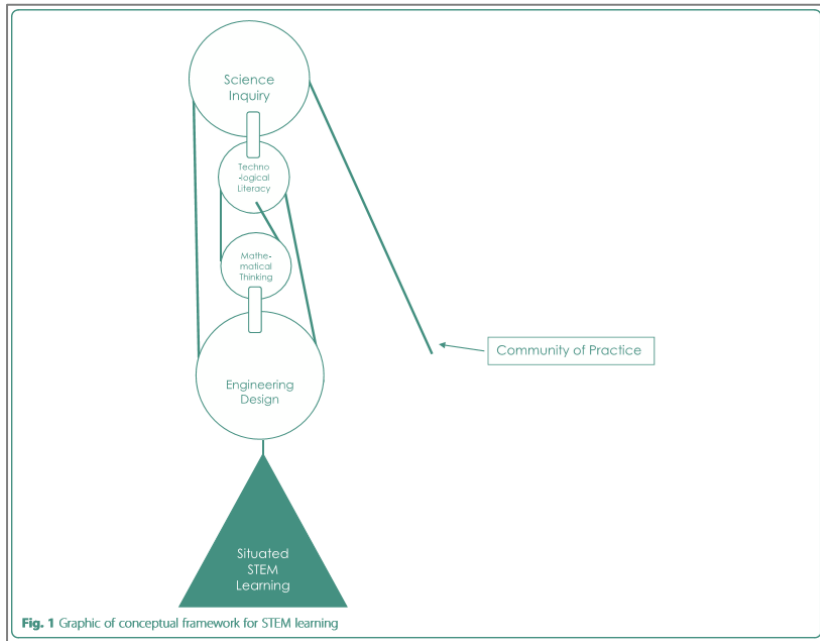 Science
Inquiry
Techno
-logical
Literacy
Mathe-
matical
Thinking
Community of Practice
Engineering
Design
Situated
STEM
Learning
Fig. 1 Graphic of conceptual framework for STEM learning